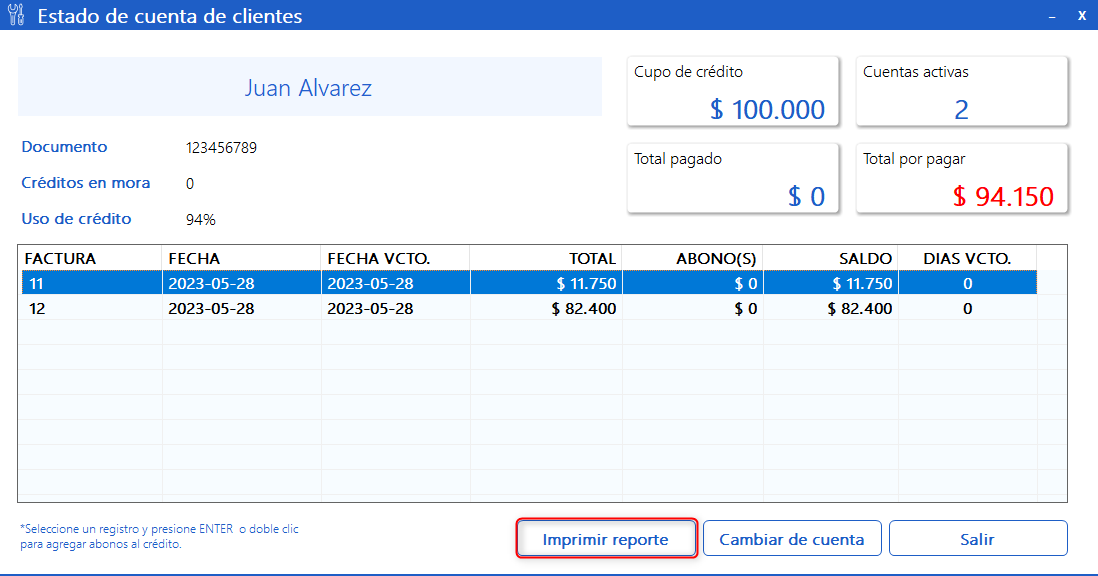 Estado de cuenta de clientes
Juan Alvarez
Documento 123456789
Créditos en mora 0
Uso de crédito 94%
Cupo de crédito
$ 100.000
Cuentas activas
2
Total pagado
$ 0
Total por pagar
$ 94.150
FACTURA FECHA FECHA VCTO. TOTAL ABONO(S) SALDO DIAS VCTO.
11 2023-05-28 2023-05-28 $ 11.750 $ 0 $ 11.750 0
12 2023-05-28 2023-05-28 $ 82.400 $ 0 $ 82.400 0
*Seleccione un registro y presione ENTER o doble clic
para agregar abonos al crédito.
Imprimir reporte Cambiar de cuenta Salir